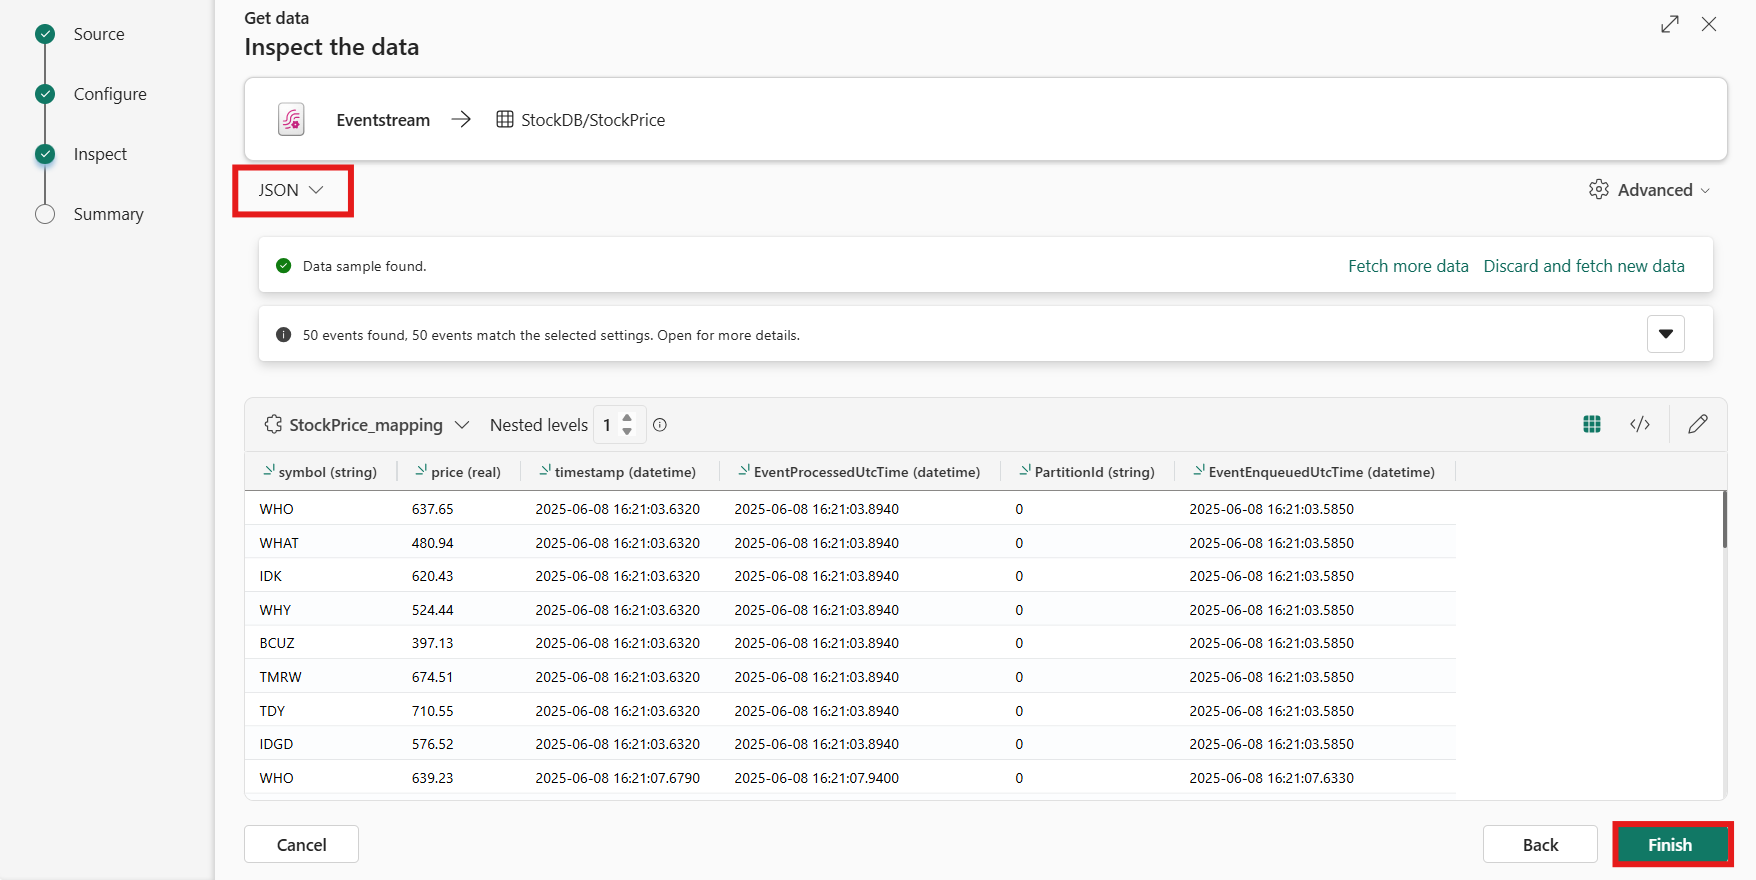 Source
Configure
Inspect
Summary
Get data
Inspect the data
Eventstream StockDB/StockPrice
JSON Advanced
Data sample found. Fetch more data Discard and fetch new data
50 events found, 50 events match the selected settings. Open for more details.
StockPrice_mapping Nested levels 1
symbol (string) price (real) timestamp (datetime) EventProcessedUtcTime (datetime) PartitionId (string) EventEnqueuedUtcTime (datetime)
WHO 637.65 2025-06-08 16:21:03.6320 2025-06-08 16:21:03.8940 0 2025-06-08 16:21:03.5850
WHAT 480.94 2025-06-08 16:21:03.6320 2025-06-08 16:21:03.8940 0 2025-06-08 16:21:03.5850
IDK 620.43 2025-06-08 16:21:03.6320 2025-06-08 16:21:03.8940 0 2025-06-08 16:21:03.5850
WHY 524.44 2025-06-08 16:21:03.6320 2025-06-08 16:21:03.8940 0 2025-06-08 16:21:03.5850
BCUZ 397.13 2025-06-08 16:21:03.6320 2025-06-08 16:21:03.8940 0 2025-06-08 16:21:03.5850
TMRW 674.51 2025-06-08 16:21:03.6320 2025-06-08 16:21:03.8940 0 2025-06-08 16:21:03.5850
TDY 710.55 2025-06-08 16:21:03.6320 2025-06-08 16:21:03.8940 0 2025-06-08 16:21:03.5850
IDGD 576.52 2025-06-08 16:21:03.6320 2025-06-08 16:21:03.8940 0 2025-06-08 16:21:03.5850
WHO 639.23 2025-06-08 16:21:07.6790 2025-06-08 16:21:07.9400 0 2025-06-08 16:21:07.6330
Cancel Back Finish